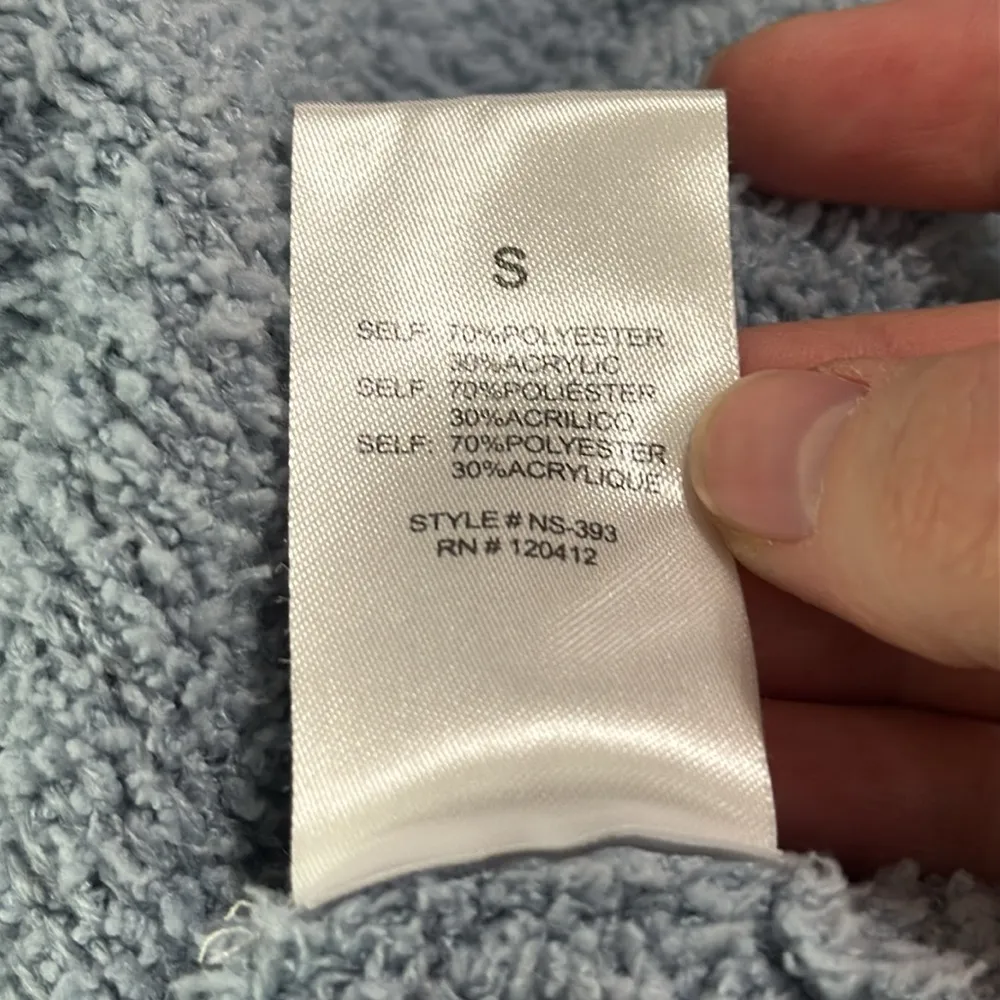 S
SELF: 70%POLYESTER
30%ACRYLIC
SELF: 70%POLIESTER
30%ACRILICO
SELF: 70%POLYESTER
30%ACRYLIQUE
STYLE # NS-393
RN # 120412